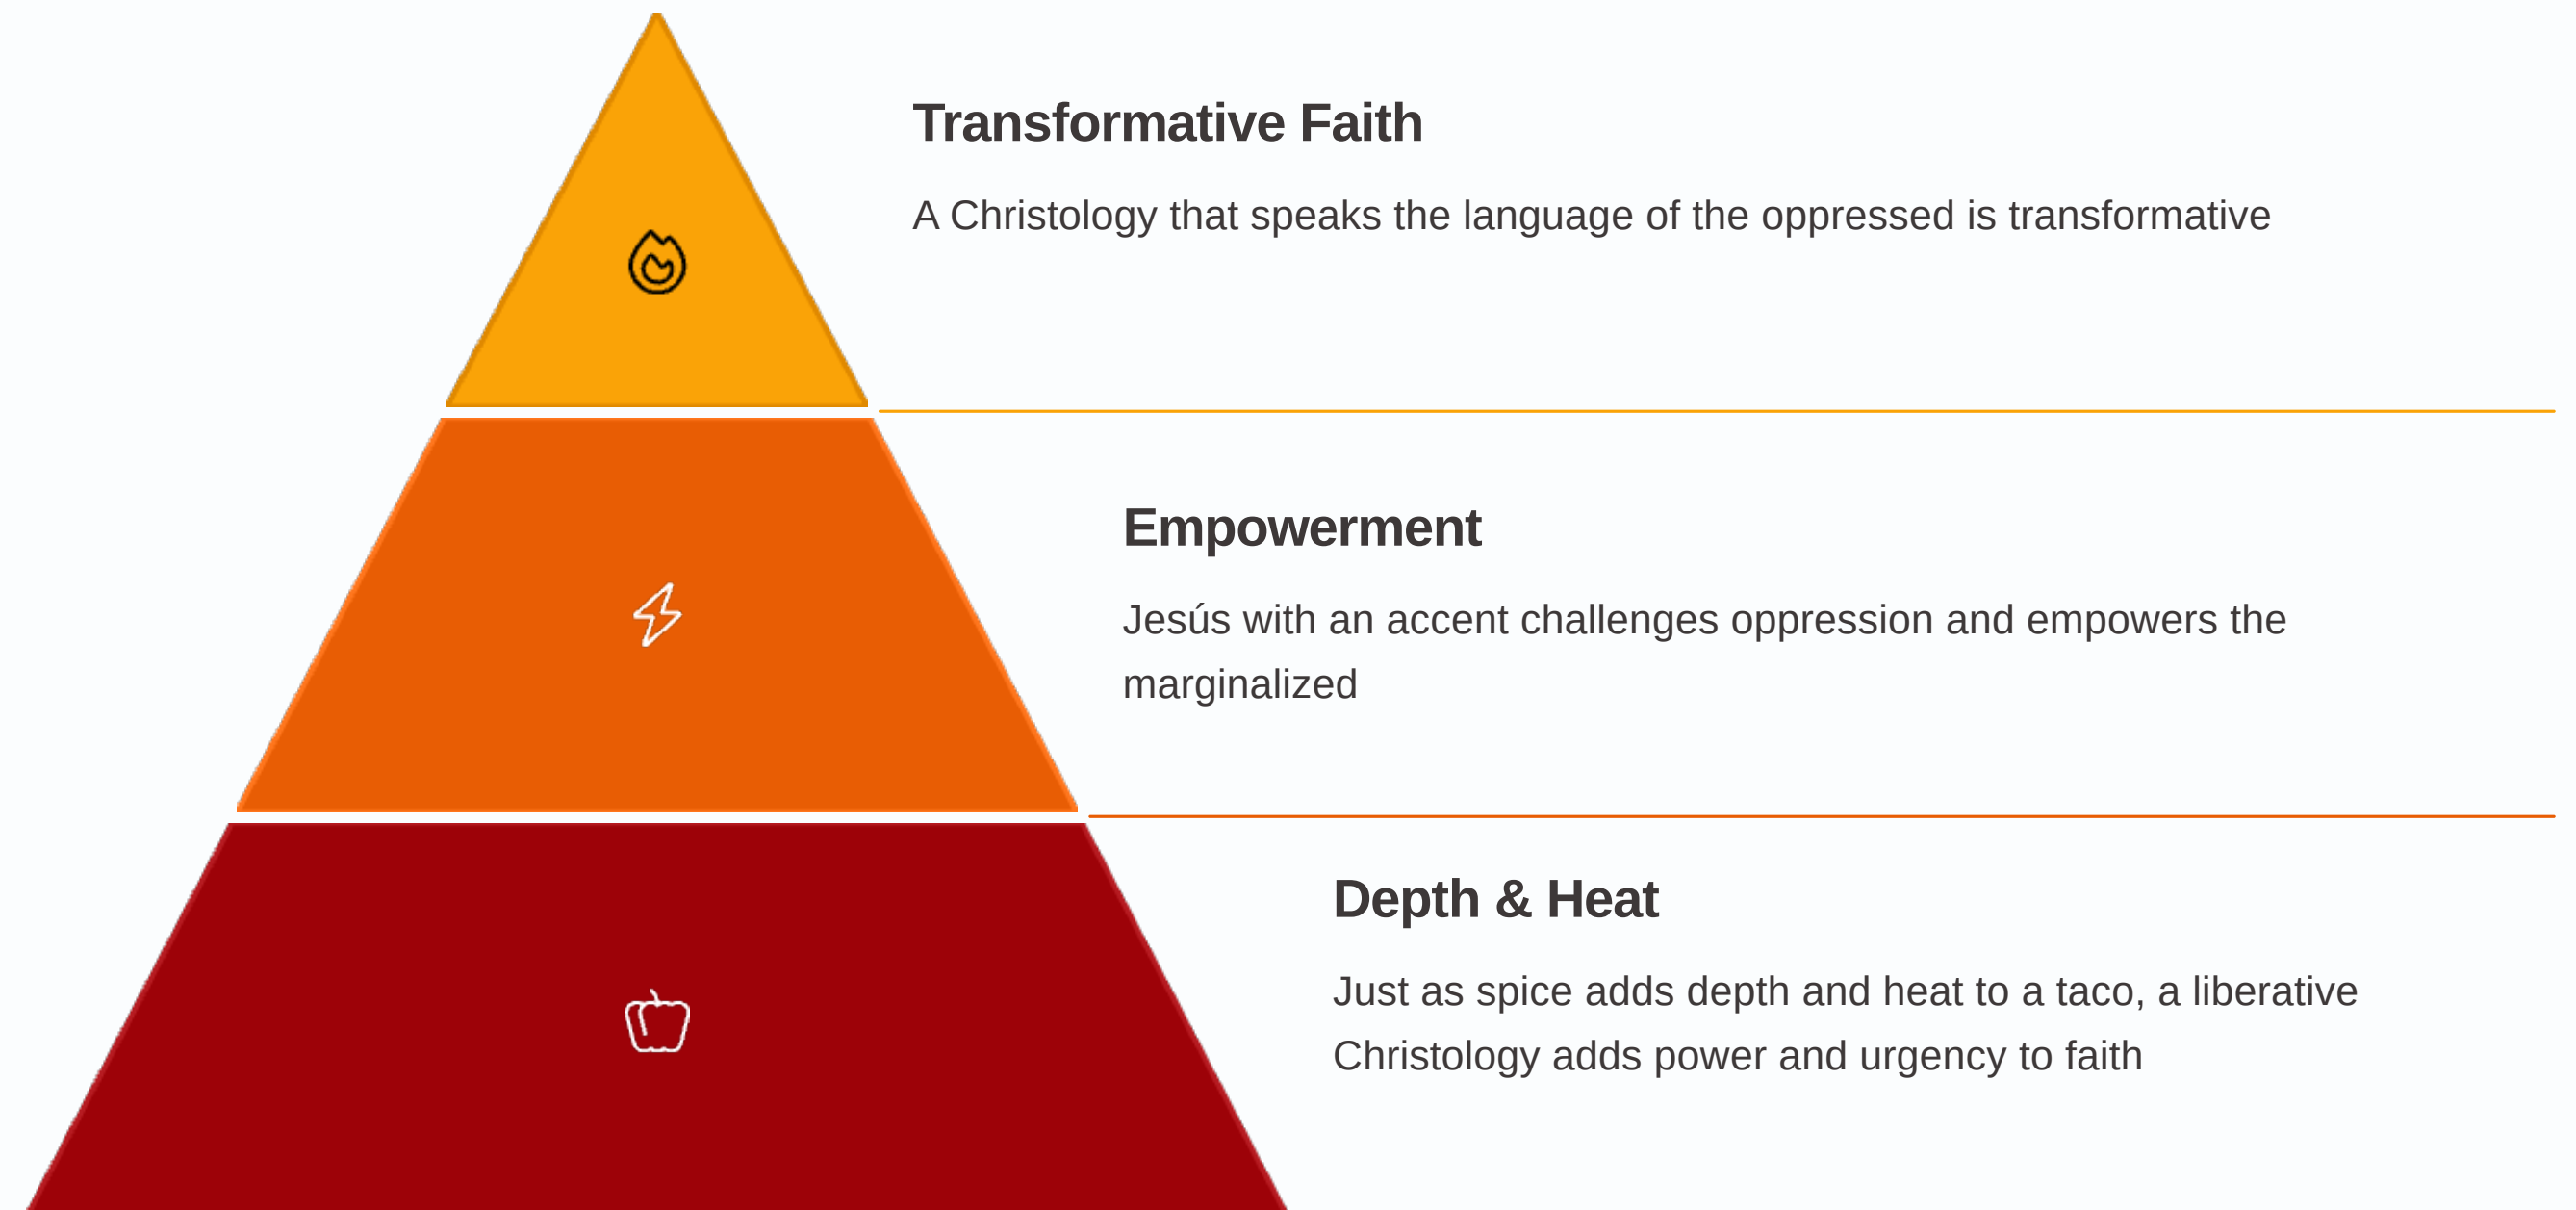 Transformative Faith
A Christology that speaks the language of the oppressed is transformative
Empowerment
Jesús with an accent challenges oppression and empowers the
marginalized
Depth & Heat
Just as spice adds depth and heat to a taco, a liberative
Christology adds power and urgency to faith